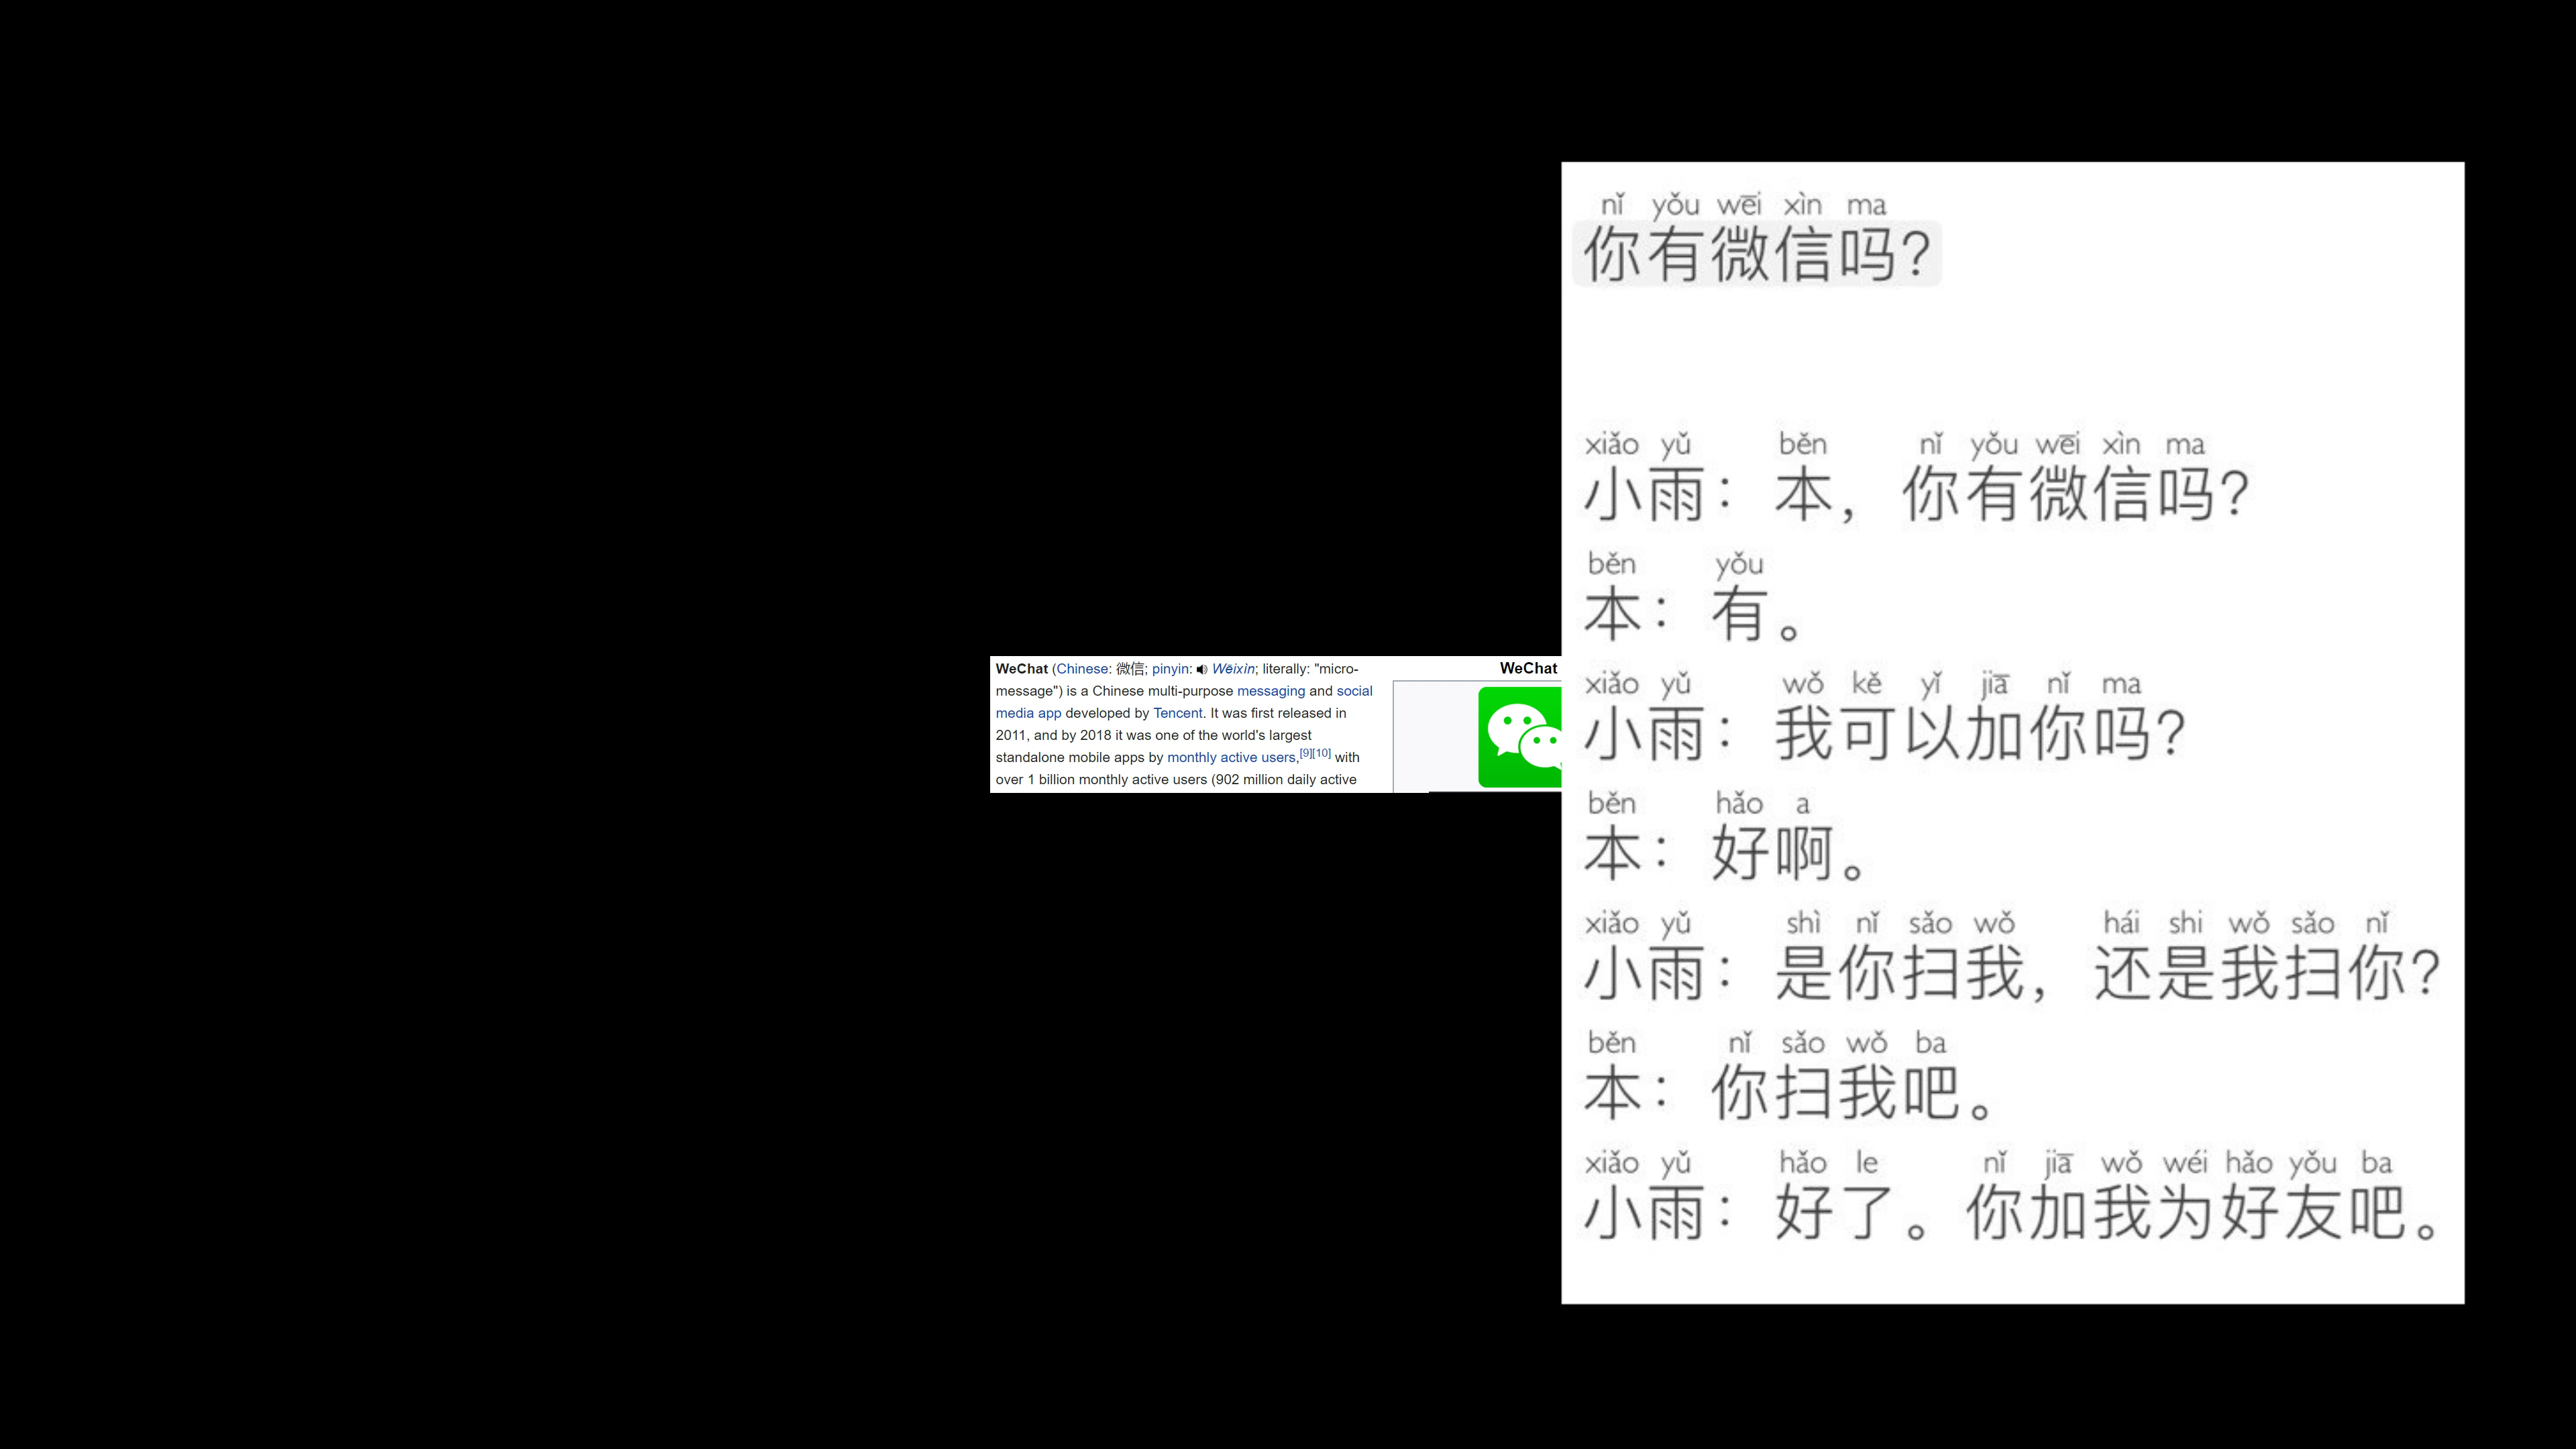 WeChat (Chinese: 微信; pinyin: Wēixìn; literally: "micro-
message") is a Chinese multi-purpose messaging and social
media app developed by Tencent. It was first released in
2011, and by 2018 it was one of the world's largest
standalone mobile apps by monthly active users,[9][10] with
over 1 billion monthly active users (902 million daily active
WeChat
nǐ yǒu wēi xìn ma
你有微信吗?
xiǎo yǔ běn nǐ yǒu wēi xìn ma
小雨：本，你有微信吗?
běn yǒu
本：有。
xiǎo yǔ wǒ kě yǐ jiā nǐ ma
小雨：我可以加你吗?
běn hǎo a
本：好啊。
xiǎo yǔ shì nǐ sǎo wǒ hái shi wǒ sǎo nǐ
小雨：是你扫我，还是我扫你?
běn nǐ sǎo wǒ ba
本：你扫我吧。
xiǎo yǔ hǎo le nǐ jiā wǒ wéi hǎo yǒu ba
小雨：好了。你加我为好友吧。